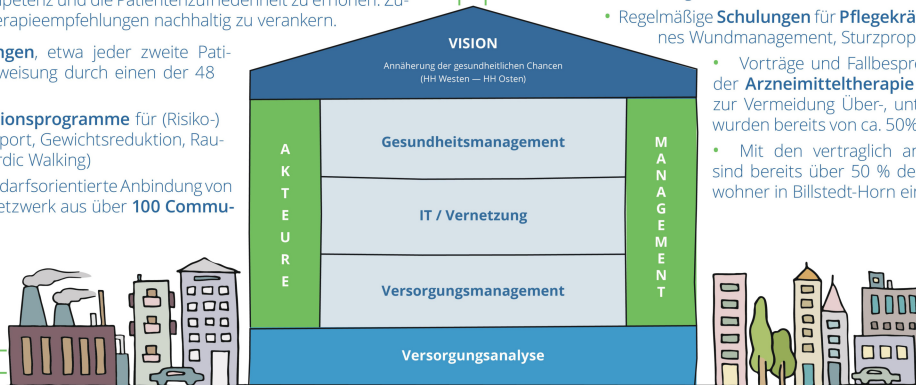 die Patientenzufriedenheit zu erhöhen. Zu-
erapieempfehlungen nachhaltig zu verankern.
ngen, etwa jeder zweite Pati-
weisung durch einen der 48
ionsprogramme für (Risiko-)
port, Gewichtsreduktion, Rau-
rdic Walking)
darfsorientierte Anbindung von
etzwerk aus über 100 Commu-
VISION
Annäherung der gesundheitlichen Chancen
(HH Westen — HH Osten)
AKTEURE
Gesundheitsmanagement
IT / Vernetzung
Versorgungsmanagement
MANAGEMENT
Versorgungsanalyse
• Regelmäßige Schulungen für Pflegekrä
nes Wundmanagement, Sturzprop
• Vorträge und Fallbespre
der Arzneimitteltherapie
zur Vermeidung Über-, unt
wurden bereits von ca. 50%
• Mit den vertraglich an
sind bereits über 50 % de
wohner in Billstedt-Horn ein